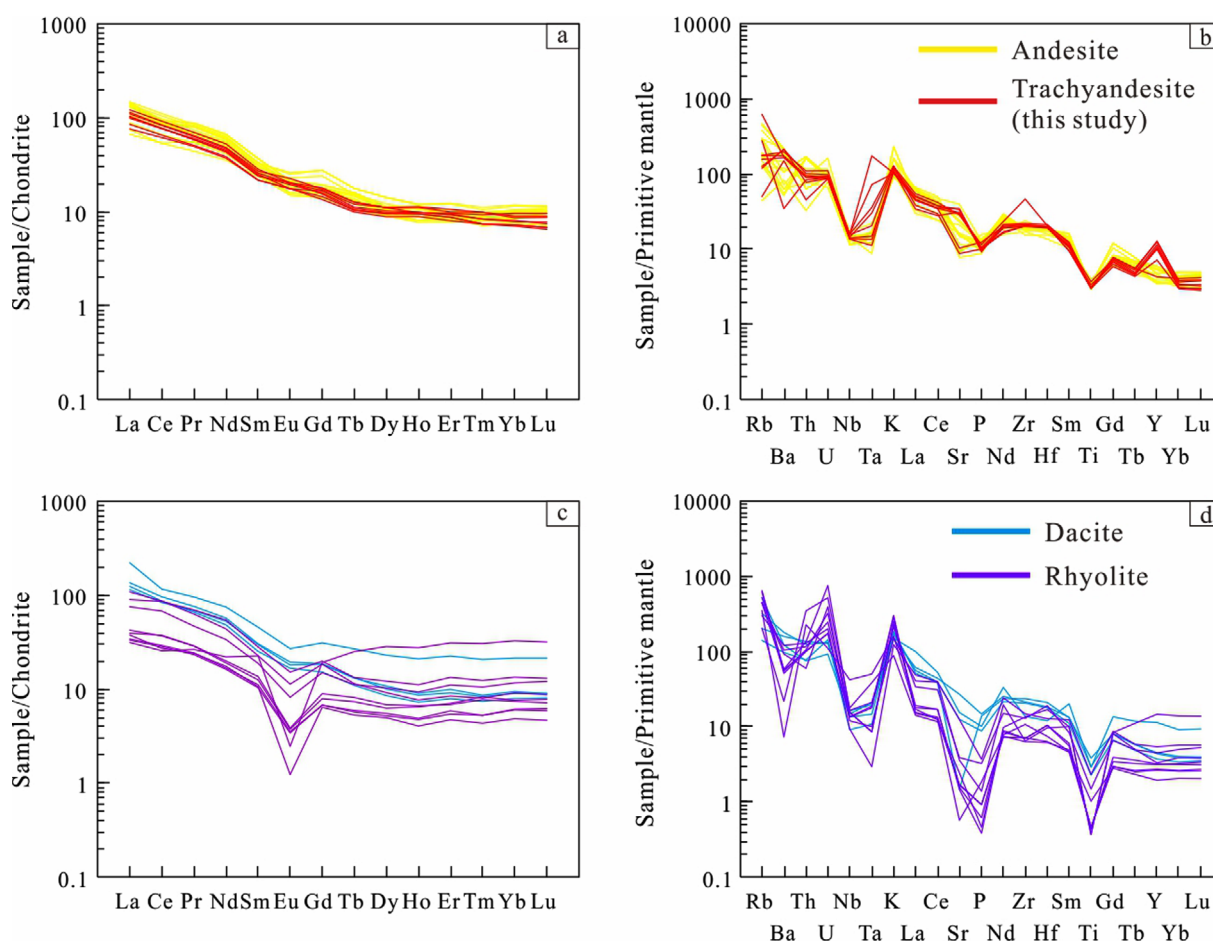 1000
100
10
1
0.1
Sample/Chondrite
a
La Ce Pr Nd Sm Eu Gd Tb Dy Ho Er Tm Yb Lu
10000
1000
100
10
1
0.1
Sample/Primitive mantle
b
Andesite
Trachyandesite
(this study)
Rb Th Nb K Ce P Zr Sm Gd Y Lu
Ba U Ta La Sr Nd Hf Ti Tb Yb
1000
100
10
1
0.1
Sample/Chondrite
c
La Ce Pr Nd Sm Eu Gd Tb Dy Ho Er Tm Yb Lu
10000
1000
100
10
1
0.1
Sample/Primitive mantle
d
Dacite
Rhyolite
Rb Th Nb K Ce P Zr Sm Gd Y Lu
Ba U Ta La Sr Nd Hf Ti Tb Yb